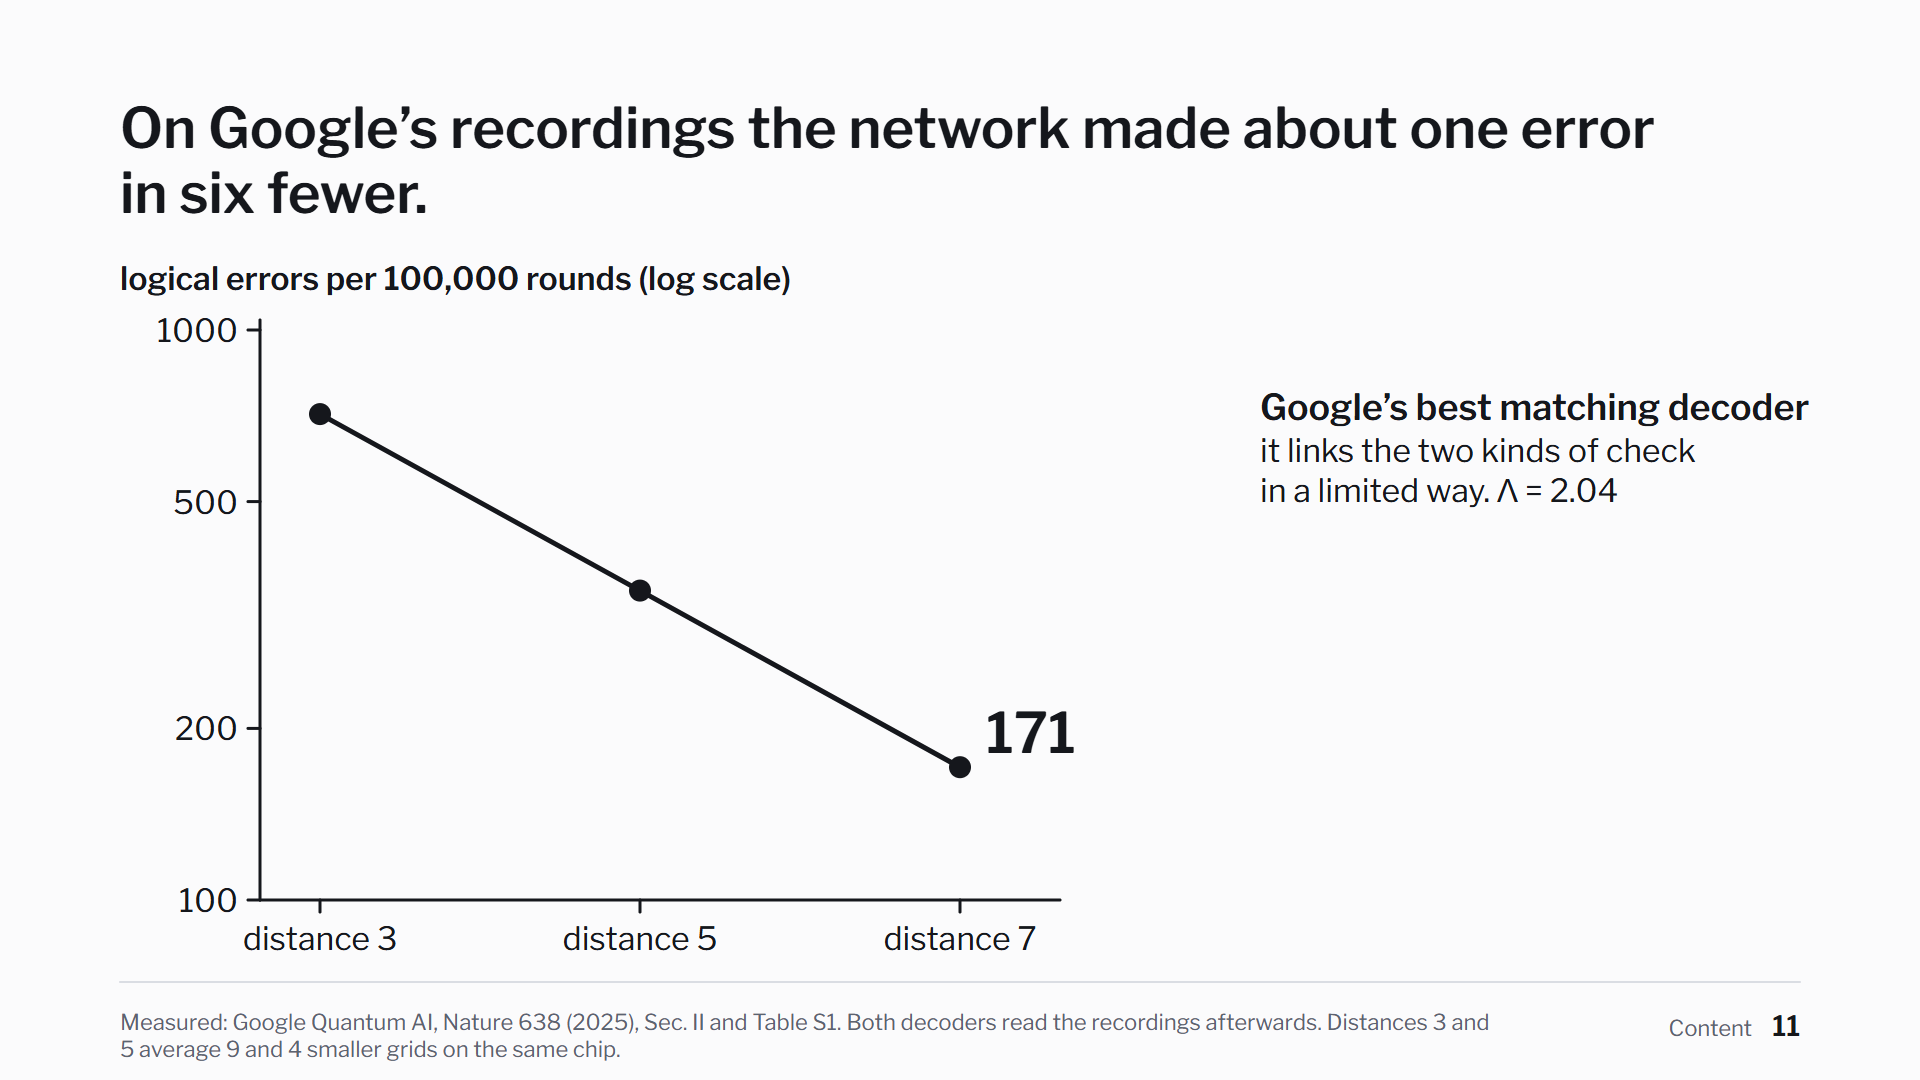 On Google’s recordings the network made about one error
in six fewer.
logical errors per 100,000 rounds (log scale)
1000
500
200
100
171
distance 3
distance 5
distance 7
Google’s best matching decoder
it links the two kinds of check
in a limited way. Λ = 2.04
Measured: Google Quantum AI, Nature 638 (2025), Sec. II and Table S1. Both decoders read the recordings afterwards. Distances 3 and
5 average 9 and 4 smaller grids on the same chip.
Content 11